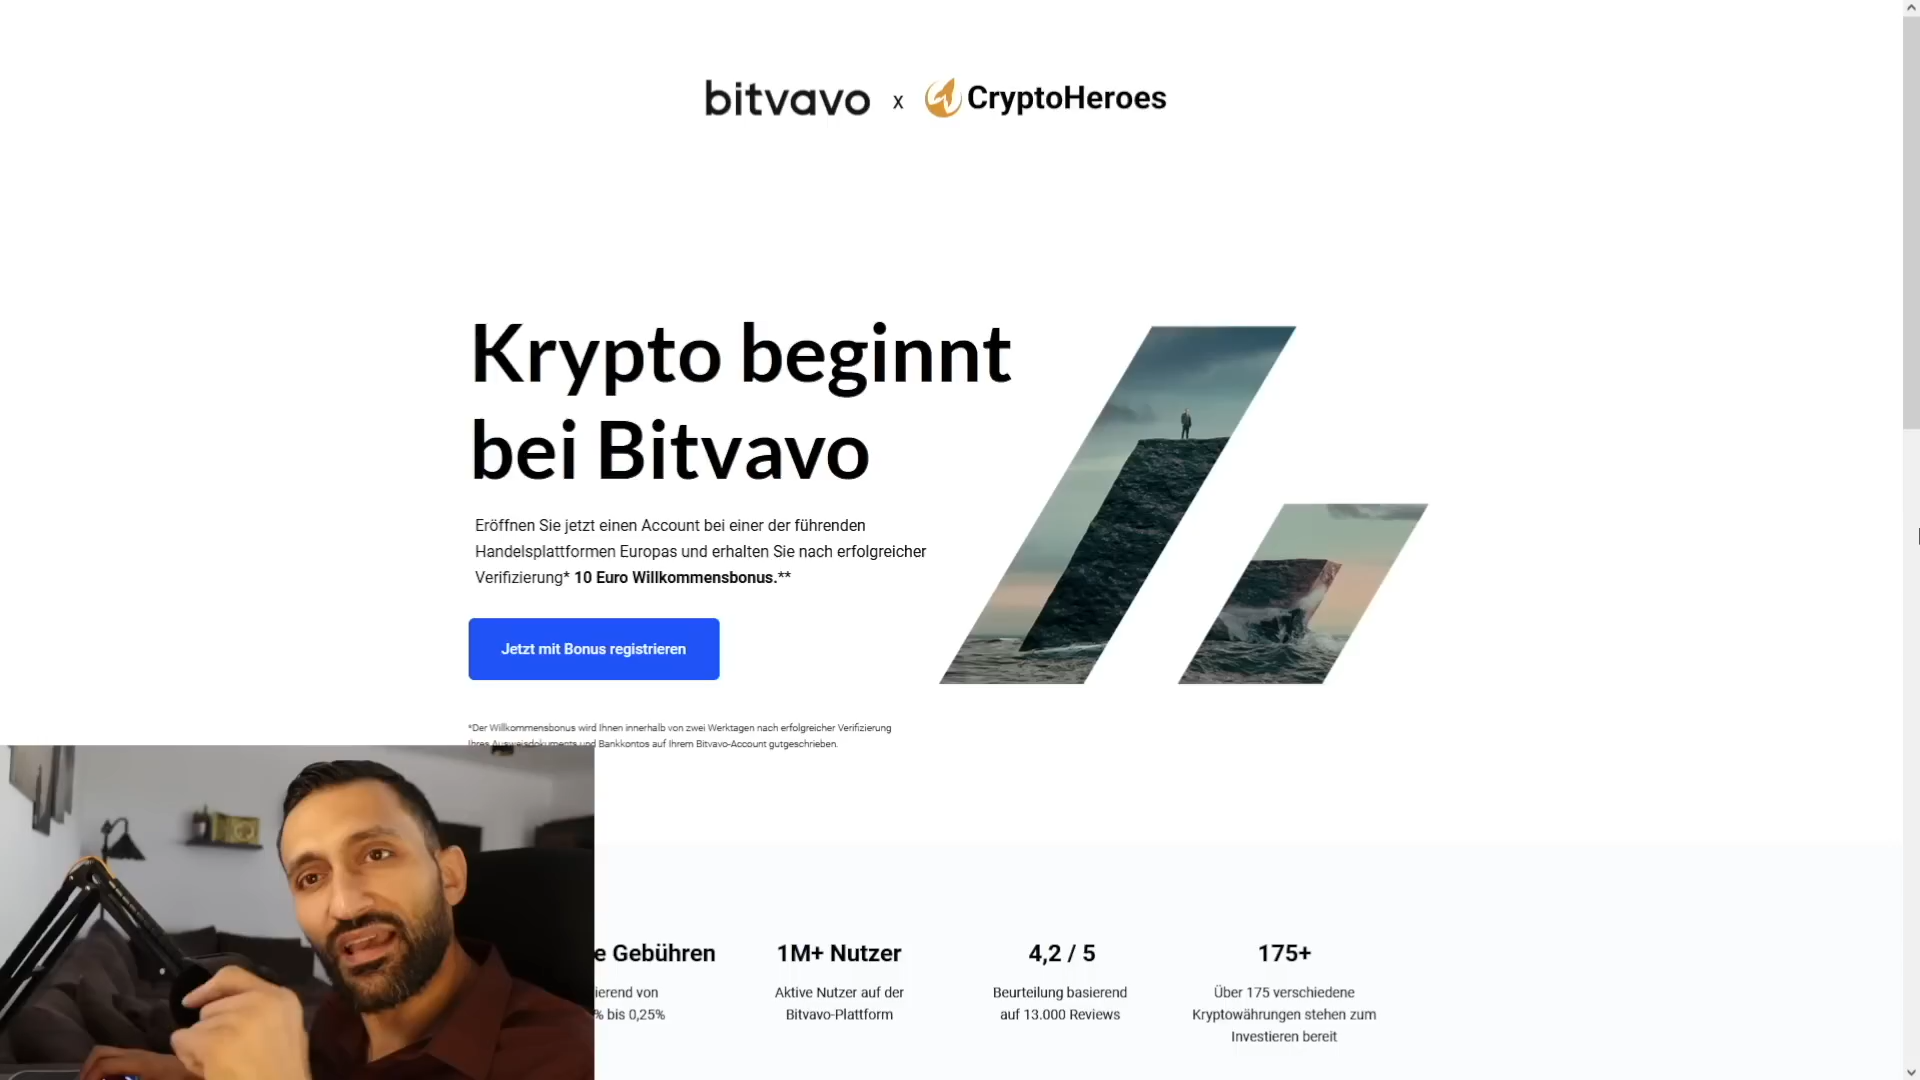 bitvavo x CryptoHeroes
Krypto beginnt
bei Bitvavo
Eröffnen Sie jetzt einen Account bei einer der führenden
Handelsplattformen Europas und erhalten Sie nach erfolgreicher
Verifizierung* 10 Euro Willkommensbonus.**
Jetzt mit Bonus registrieren
*Der Willkommensbonus wird Ihnen innerhalb von zwei Werktagen nach erfolgreicher Verifizierung
Ihres Ausweisdokuments und Bankkontos auf Ihrem Bitvavo-Account gutgeschrieben.
e Gebühren
ierend von
% bis 0,25%
1M+ Nutzer
Aktive Nutzer auf der
Bitvavo-Plattform
4,2 / 5
Beurteilung basierend
auf 13.000 Reviews
175+
Über 175 verschiedene
Kryptowährungen stehen zum
Investieren bereit